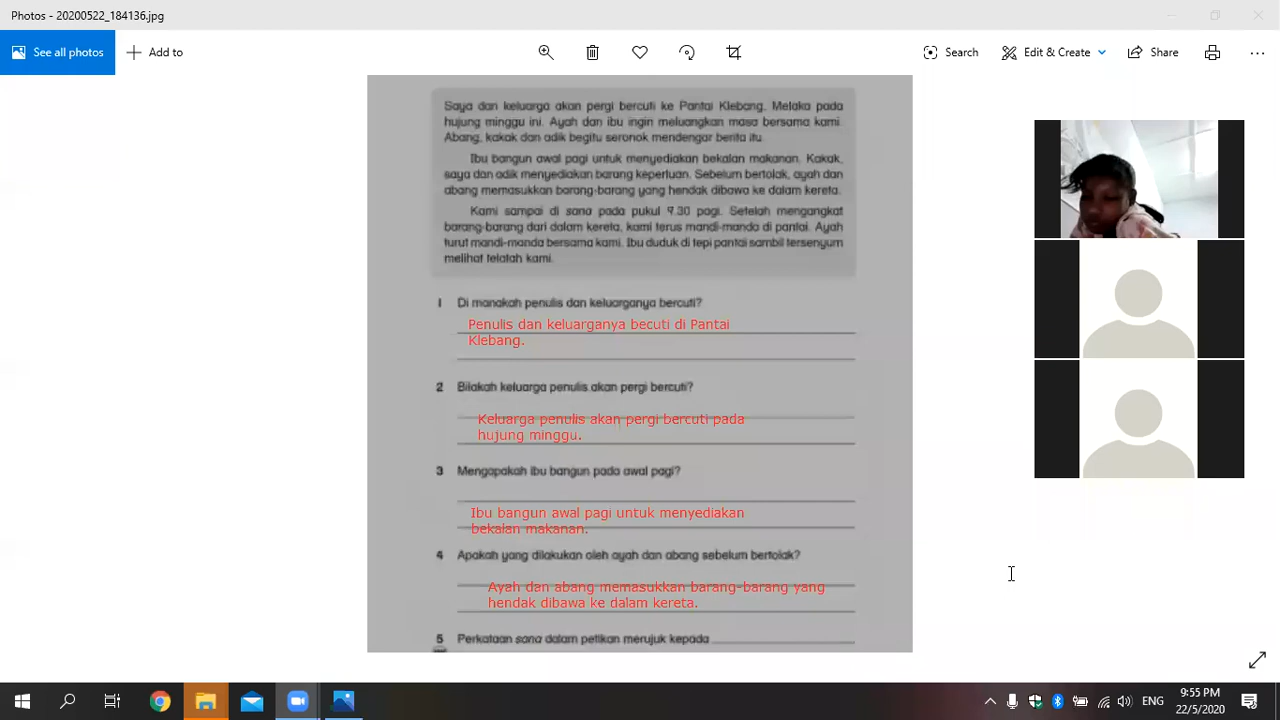 Photos - 20200522_184136.jpg
See all photos
Add to
Search
Edit & Create
Share
Saya dan keluarga akan pergi bercuti ke Pantai Klebang, Melaka pada
hujung minggu ini. Ayah dan ibu ingin meluangkan masa bersama kami.
Abang, kakak dan adik begitu seronok mendengar berita itu.
Ibu bangun awal pagi untuk menyediakan bekalan makanan. Kakak,
saya dan adik menyediakan barang keperluan. Sebelum bertolak, ayah dan
abang memasukkan barang-barang yang hendak dibawa ke dalam kereta.
Kami sampai di sana pada pukul 9.30 pagi. Setelah mengangkat
barang-barang dari dalam kereta, kami terus mandi-manda di pantai. Ayah
turut mandi-manda bersama kami. Ibu duduk di tepi pantai sambil tersenyum
melihat telatah kami.
1 Di manakah penulis dan keluarganya bercuti?
Penulis dan keluarganya becuti di Pantai
Klebang.
2 Bilakah keluarga penulis akan pergi bercuti?
Keluarga penulis akan pergi bercuti pada
hujung minggu.
3 Mengapakah ibu bangun pada awal pagi?
Ibu bangun awal pagi untuk menyediakan
bekalan makanan.
4 Apakah yang dilakukan oleh ayah dan abang sebelum bertolak?
Ayah dan abang memasukkan barang-barang yang
hendak dibawa ke dalam kereta.
5 Perkataan sana dalam petikan merujuk kepada
ENG
9:55 PM
22/5/2020